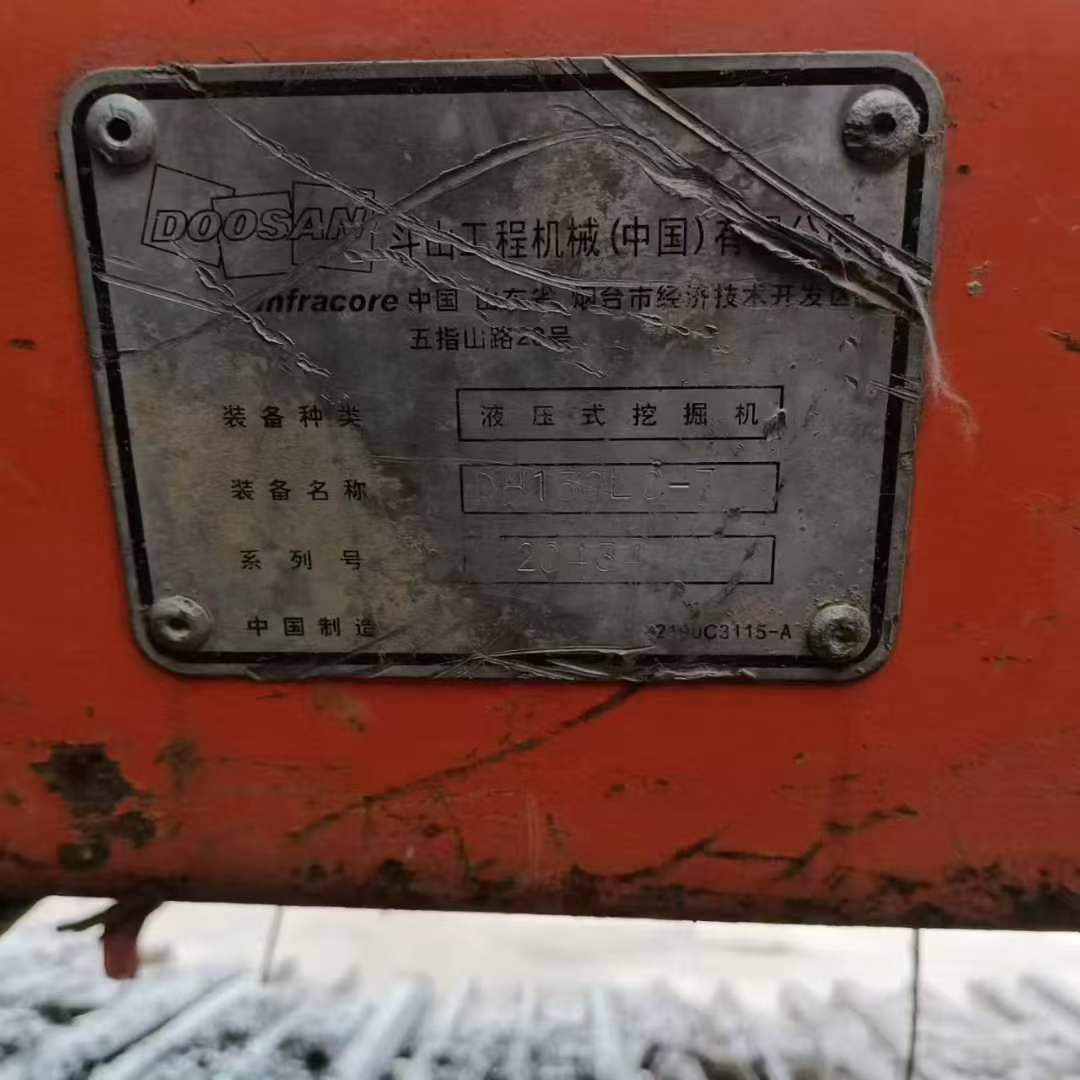 DOOSAN 斗山工程机械(中国)有限公司
Infracore 中国 山东省 烟台市经济技术开发区
五指山路28号
装备种类 液压式挖掘机
装备名称 DH130LC-7
系列号
中国制造 2190C3115-A